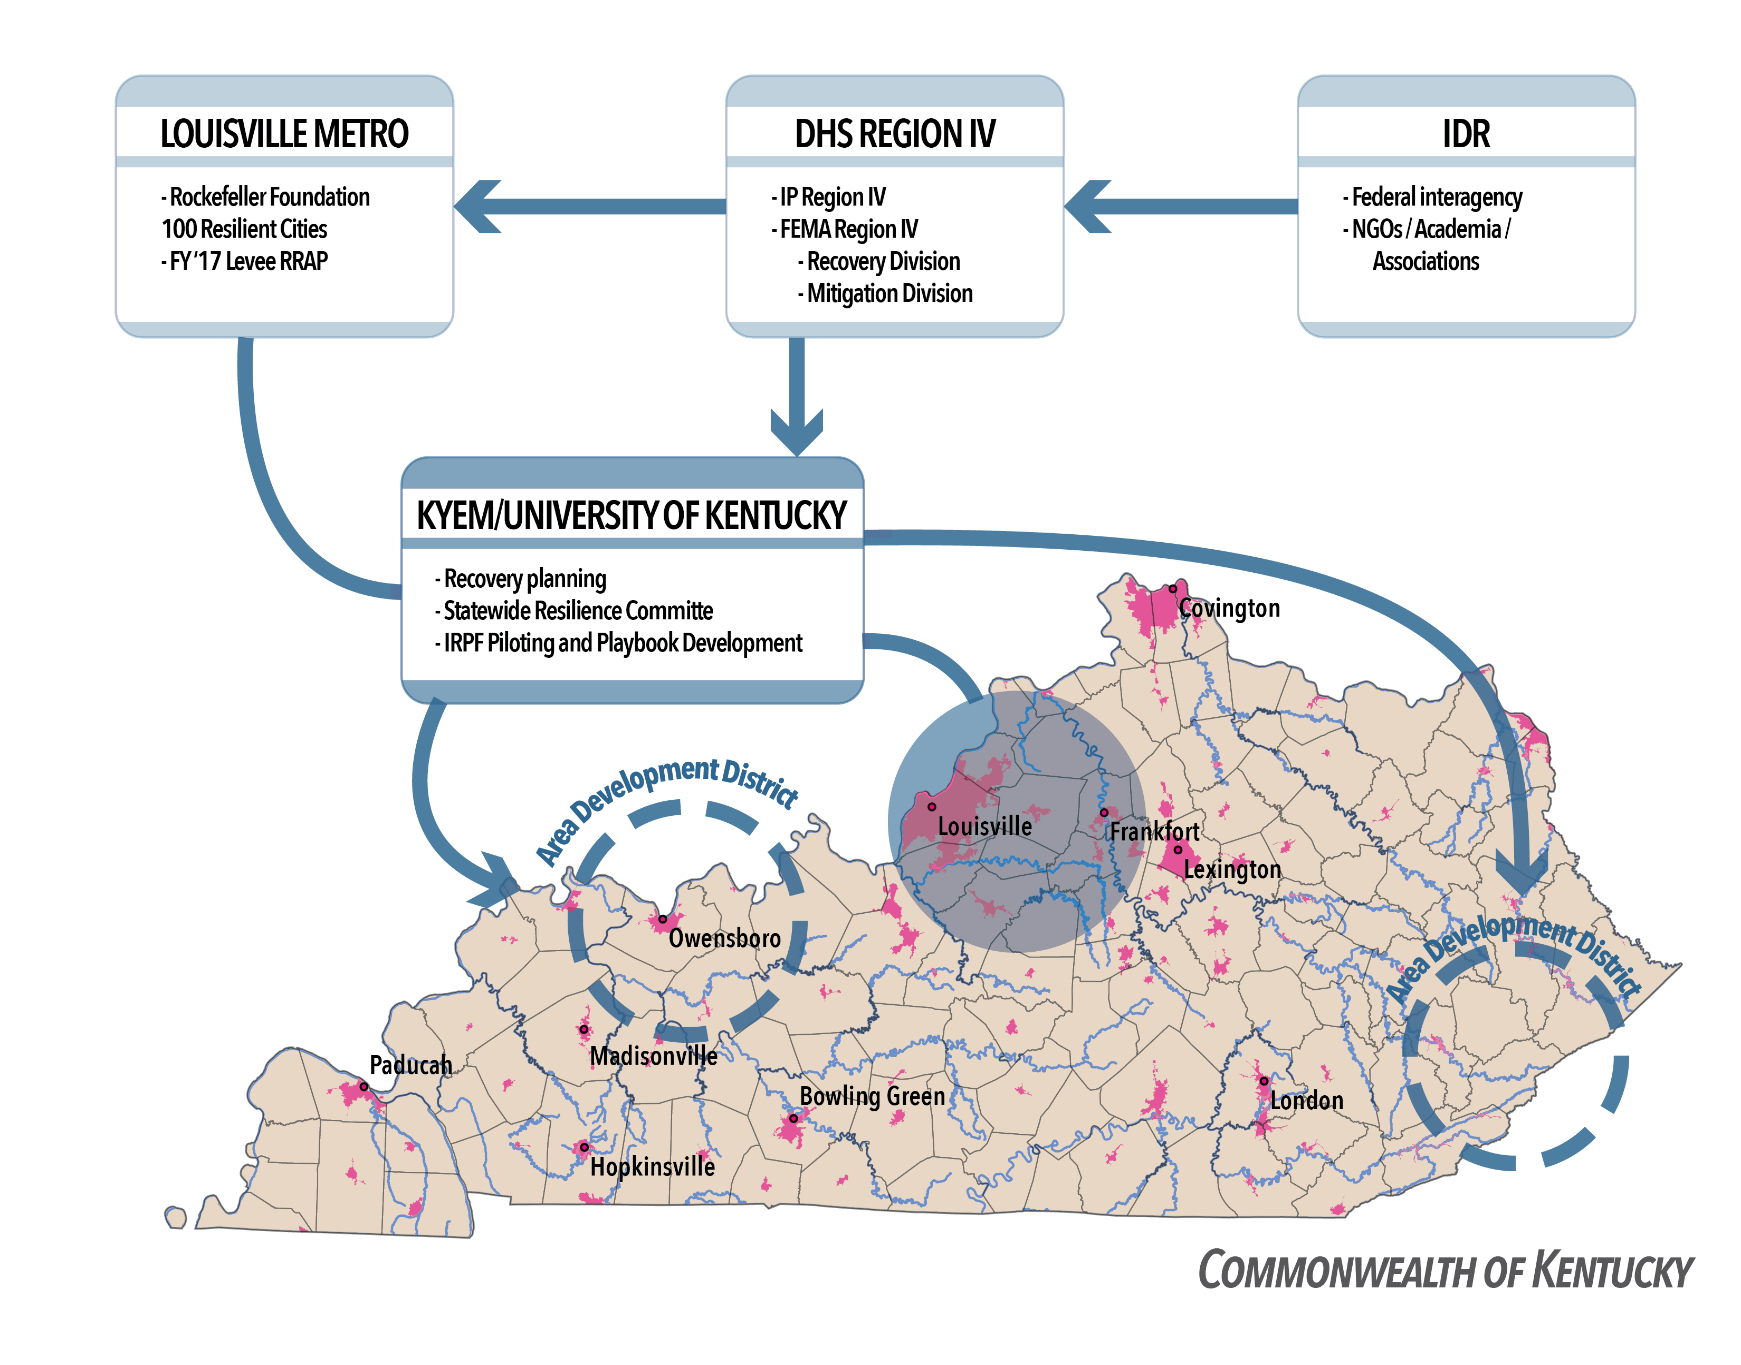 LOUISVILLE METRO
- Rockefeller Foundation
100 Resilient Cities
- FY '17 Levee RRAP
DHS REGION IV
- IP Region IV
- FEMA Region IV
- Recovery Division
- Mitigation Division
IDR
- Federal interagency
- NGOs / Academia /
Associations
KYEM/UNIVERSITY OF KENTUCKY
- Recovery planning
- Statewide Resilience Committe
- IRPF Piloting and Playbook Development
Covington
Area Development District
Louisville
Frankfort
Lexington
Owensboro
Area Development District
Madisonville
Paducah
Bowling Green
London
Hopkinsville
COMMONWEALTH OF KENTUCKY